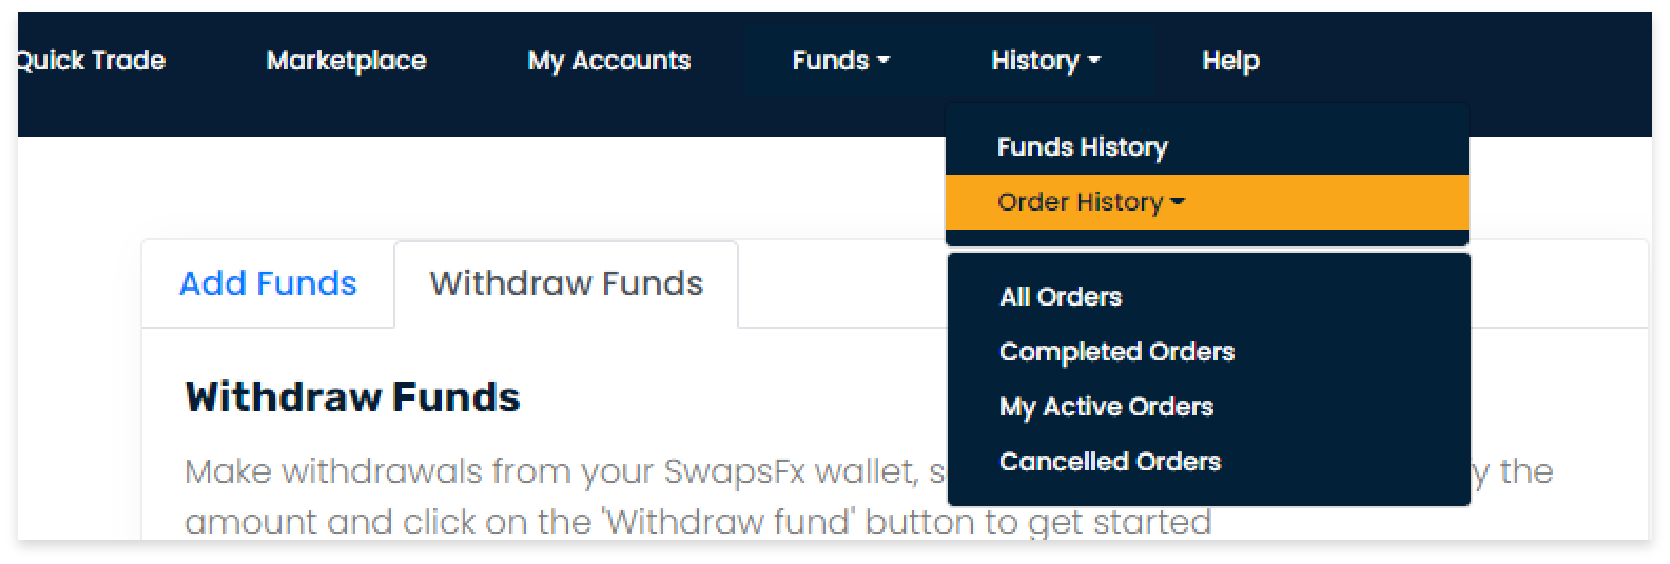 Quick Trade Marketplace My Accounts Funds History Help
Funds History
Order History
Add Funds Withdraw Funds
All Orders
Completed Orders
My Active Orders
Cancelled Orders
Withdraw Funds
Make withdrawals from your SwapsFx wallet, s y the
amount and click on the 'Withdraw fund' button to get started